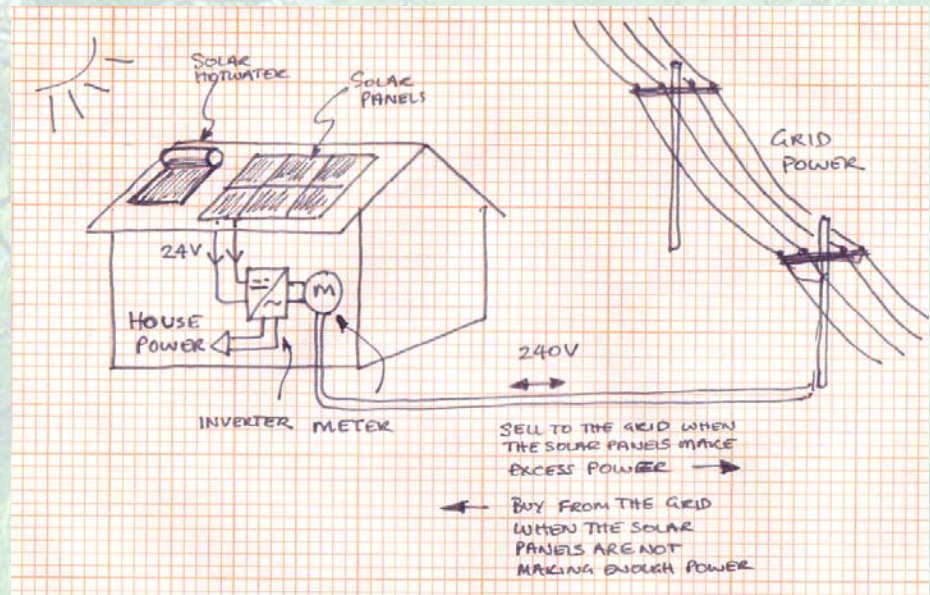 SOLAR
HOTWATER
SOLAR
PANELS
GRID
POWER
24V
M
HOUSE
POWER
240V
INVERTER
METER
SELL TO THE GRID WHEN
THE SOLAR PANELS MAKE
EXCESS POWER
BUY FROM THE GRID
WHEN THE SOLAR
PANELS ARE NOT
MAKING ENOUGH POWER